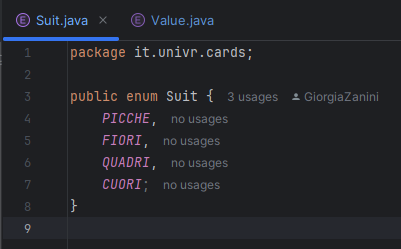 Suit.java Value.java
1 package it.univr.cards;
2
3 public enum Suit { 3 usages GiorgiaZanini
4 PICCHE, no usages
5 FIORI, no usages
6 QUADRI, no usages
7 CUORI; no usages
8 }
9